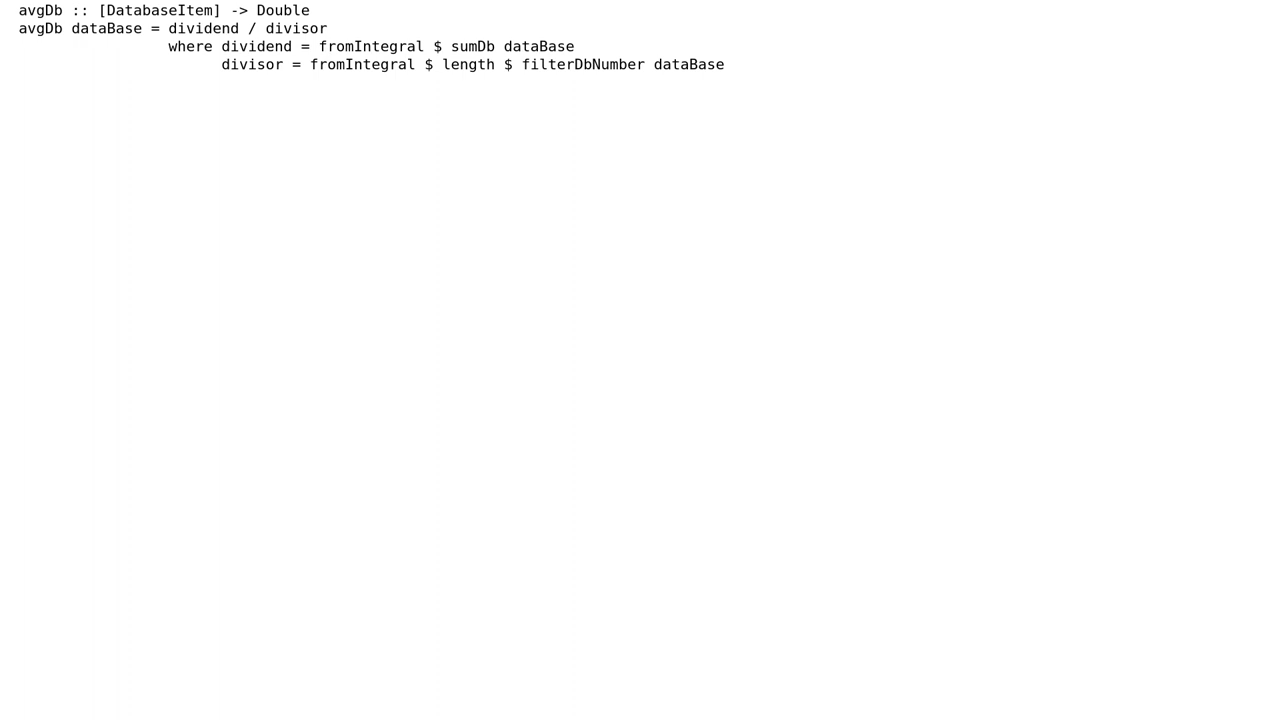 avgDb :: [DatabaseItem] -> Double
avgDb dataBase = dividend / divisor
                 where dividend = fromIntegral $ sumDb dataBase
                       divisor = fromIntegral $ length $ filterDbNumber dataBase